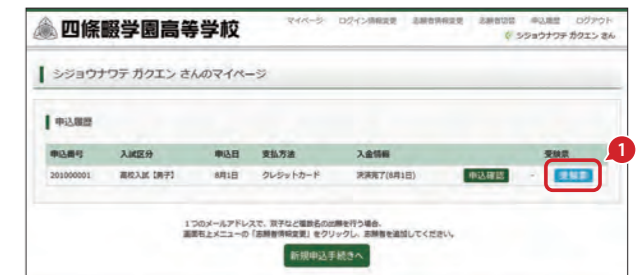 四條畷学園高等学校
マイページ ログイン情報変更 志願者情報変更 志願者切替 申込履歴 ログアウト
シジョウナワテ ガクエン さん
シジョウナワテ ガクエン さんのマイページ
申込履歴
申込番号 入試区分 申込日 支払方法 入金情報 受験票
201000001 高校入試【男子】 8月1日 クレジットカード 決済完了(8月1日) 申込確認 - 受験票
1
1つのメールアドレスで、双子など複数名の出願を行う場合、
画面右上メニューの「志願者情報変更」をクリックし、志願者を追加してください。
新規申込手続きへ